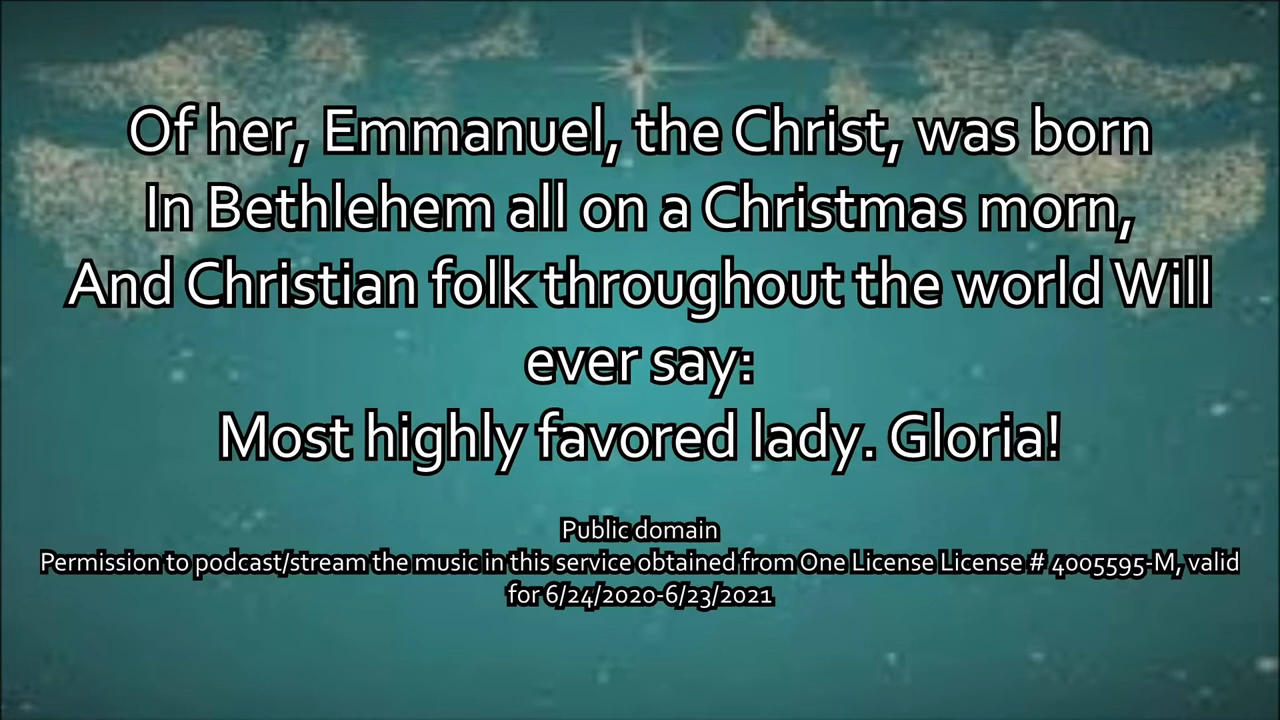 Of her, Emmanuel, the Christ, was born
In Bethlehem all on a Christmas morn,
And Christian folk throughout the world Will
ever say:
Most highly favored lady. Gloria!
Public domain
Permission to podcast/stream the music in this service obtained from One License License # 4005595-M, valid
for 6/24/2020-6/23/2021